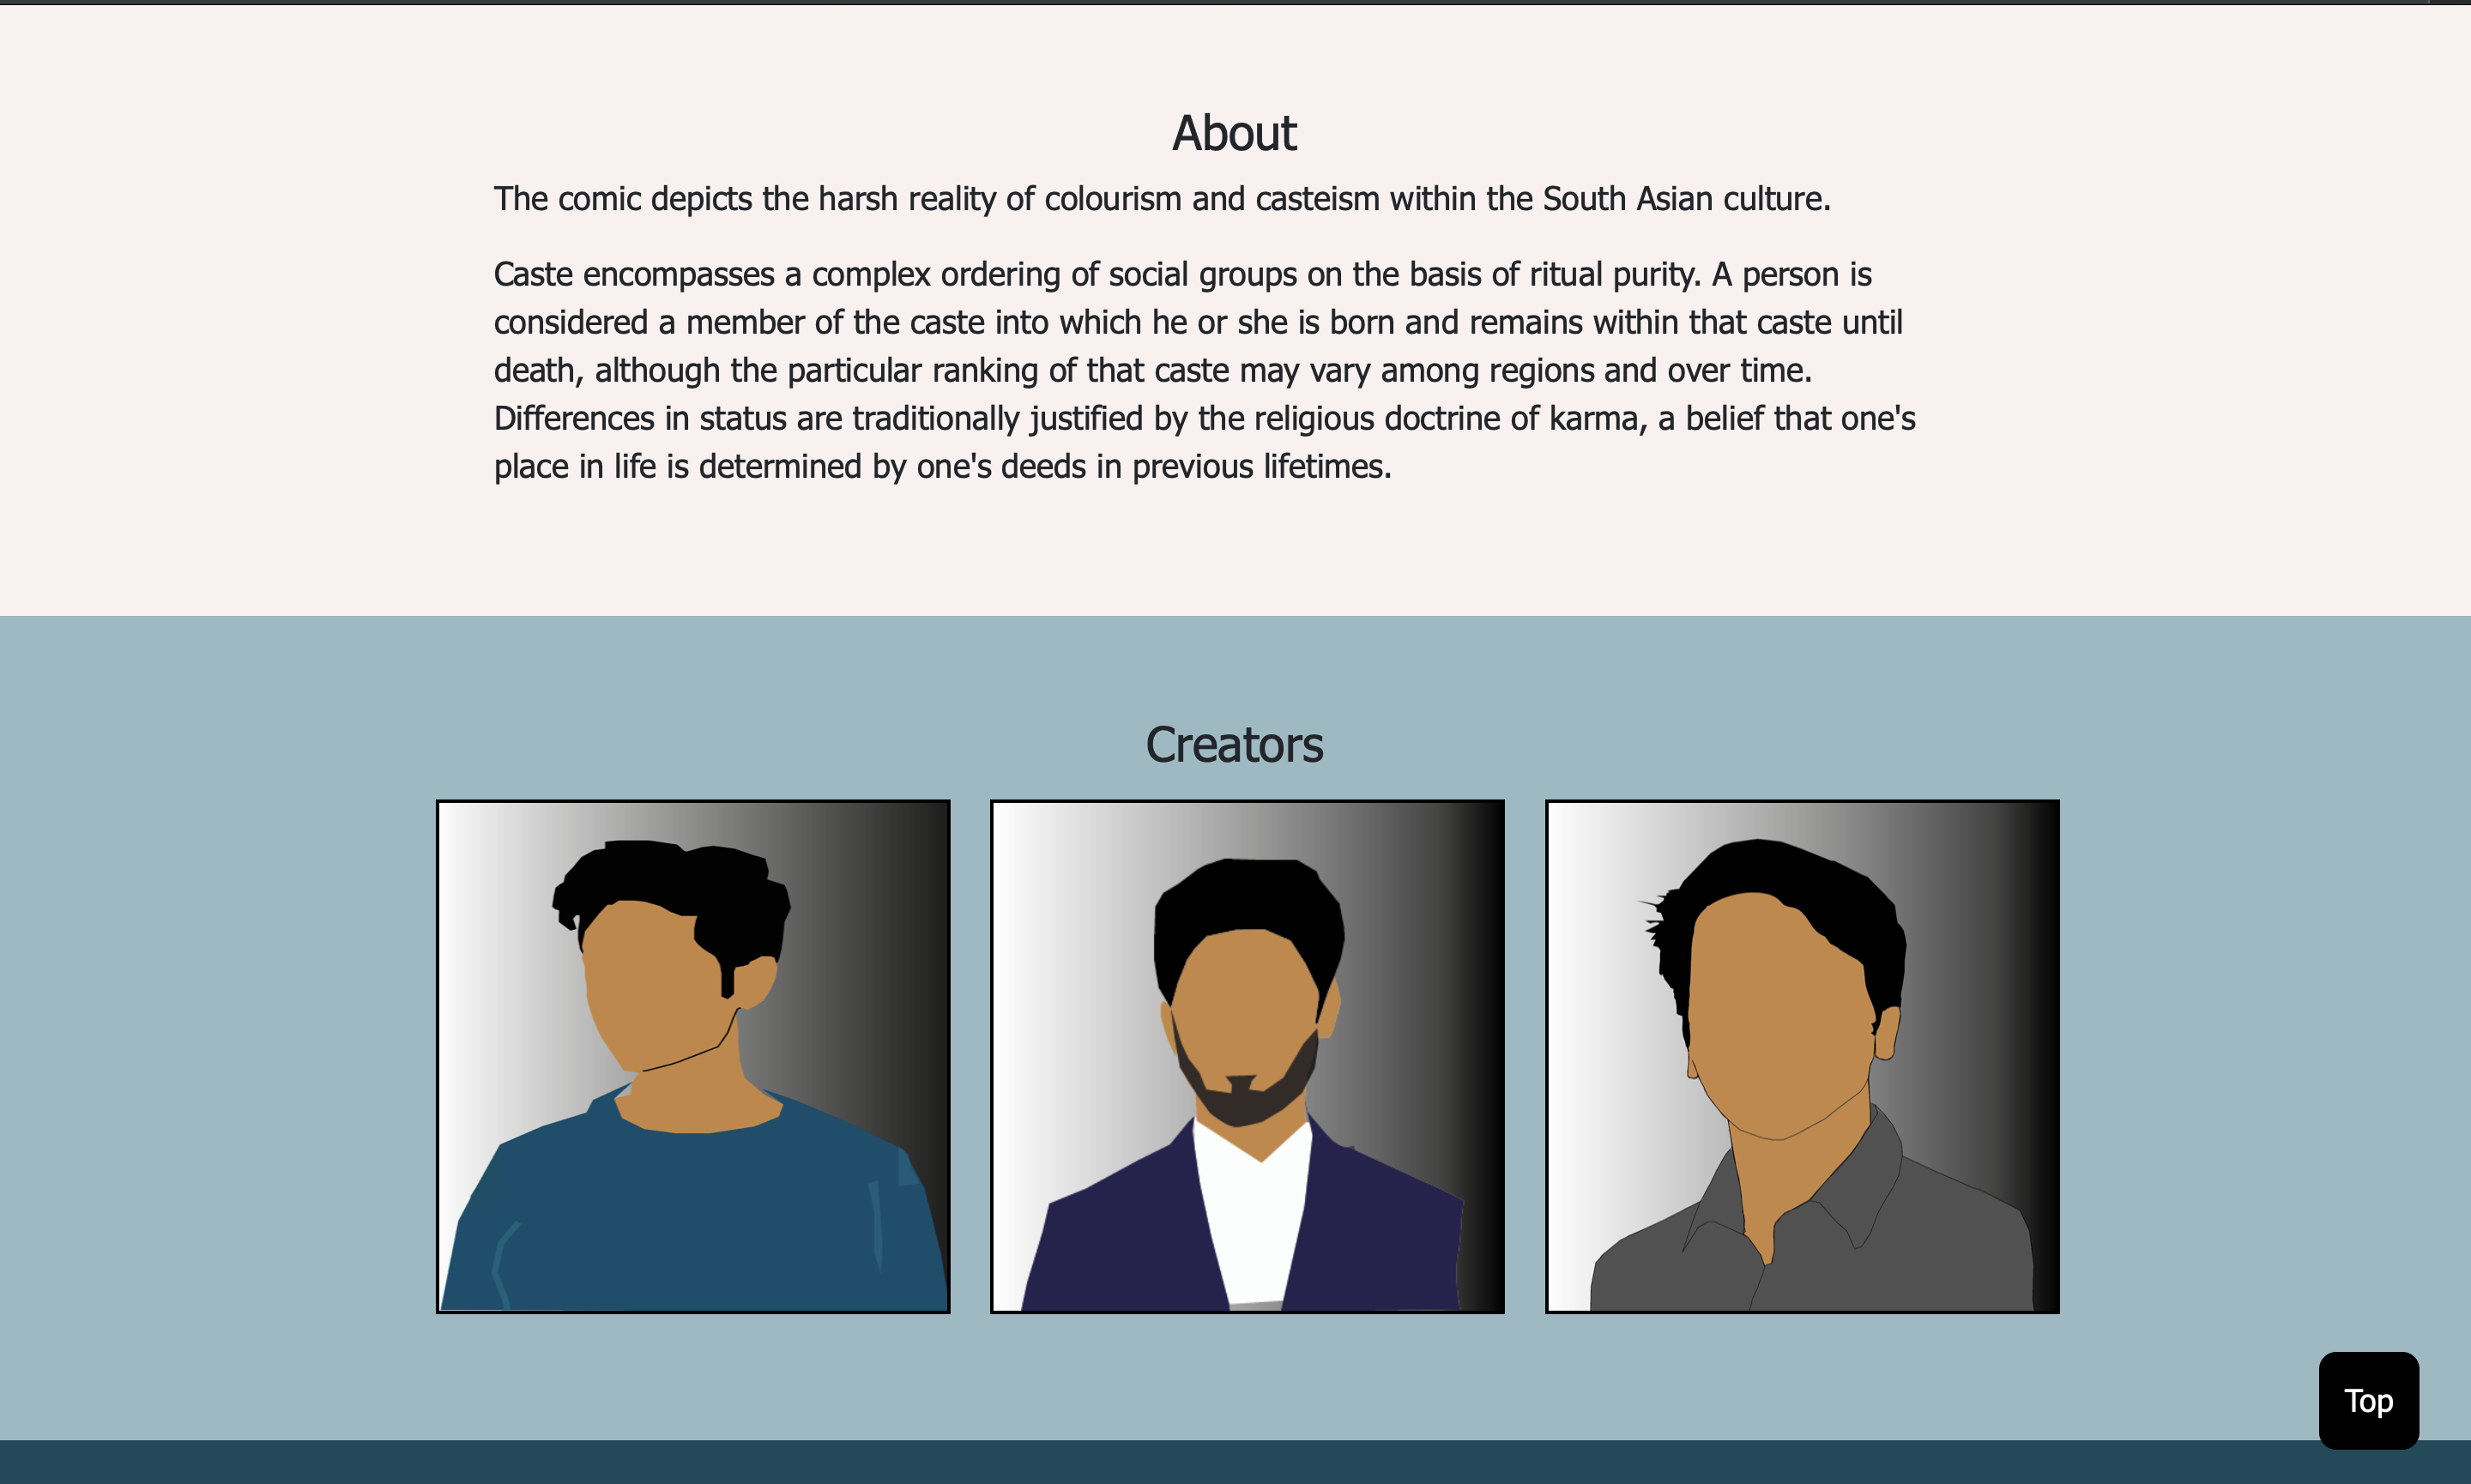 About
The comic depicts the harsh reality of colourism and casteism within the South Asian culture.
Caste encompasses a complex ordering of social groups on the basis of ritual purity. A person is
considered a member of the caste into which he or she is born and remains within that caste until
death, although the particular ranking of that caste may vary among regions and over time.
Differences in status are traditionally justified by the religious doctrine of karma, a belief that one's
place in life is determined by one's deeds in previous lifetimes.
Creators
Top